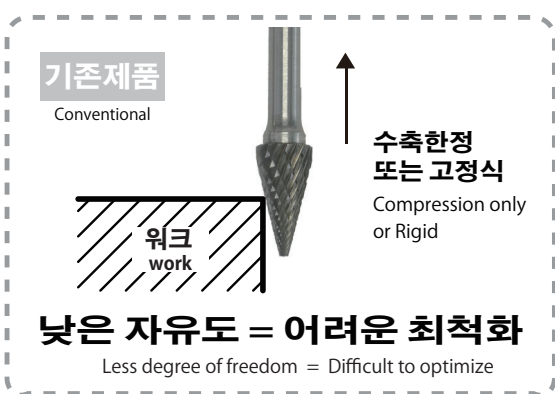 기존제품
Conventional
수축한정
또는 고정식
Compression only
or Rigid
워크
work
낮은 자유도 = 어려운 최척화
Less degree of freedom = Difficult to optimize